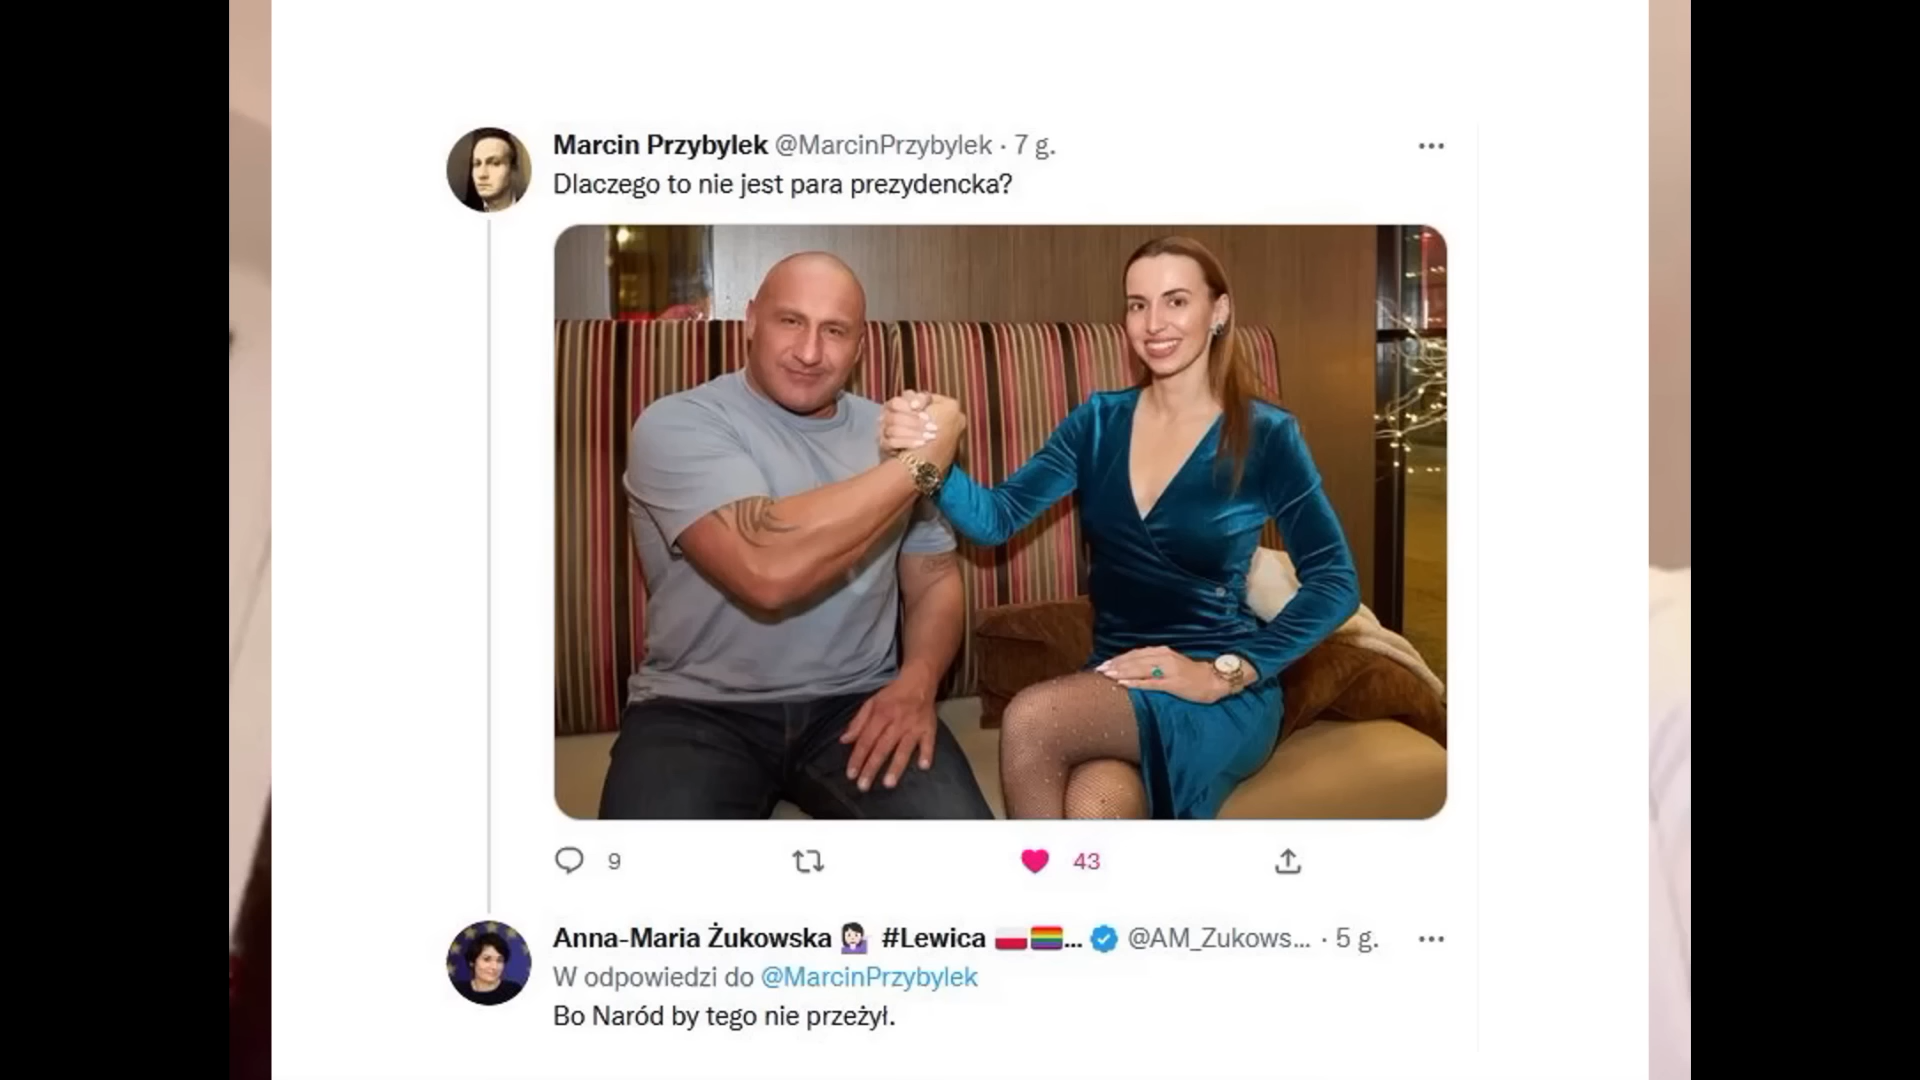 Marcin Przybylek @MarcinPrzybylek · 7 g.
Dlaczego to nie jest para prezydencka?
9
43
Anna-Maria Żukowska 💁🏻‍♀️ #Lewica 🇵🇱🏳️‍🌈... @AM_Zukows... · 5 g.
W odpowiedzi do @MarcinPrzybylek
Bo Naród by tego nie przeżył.